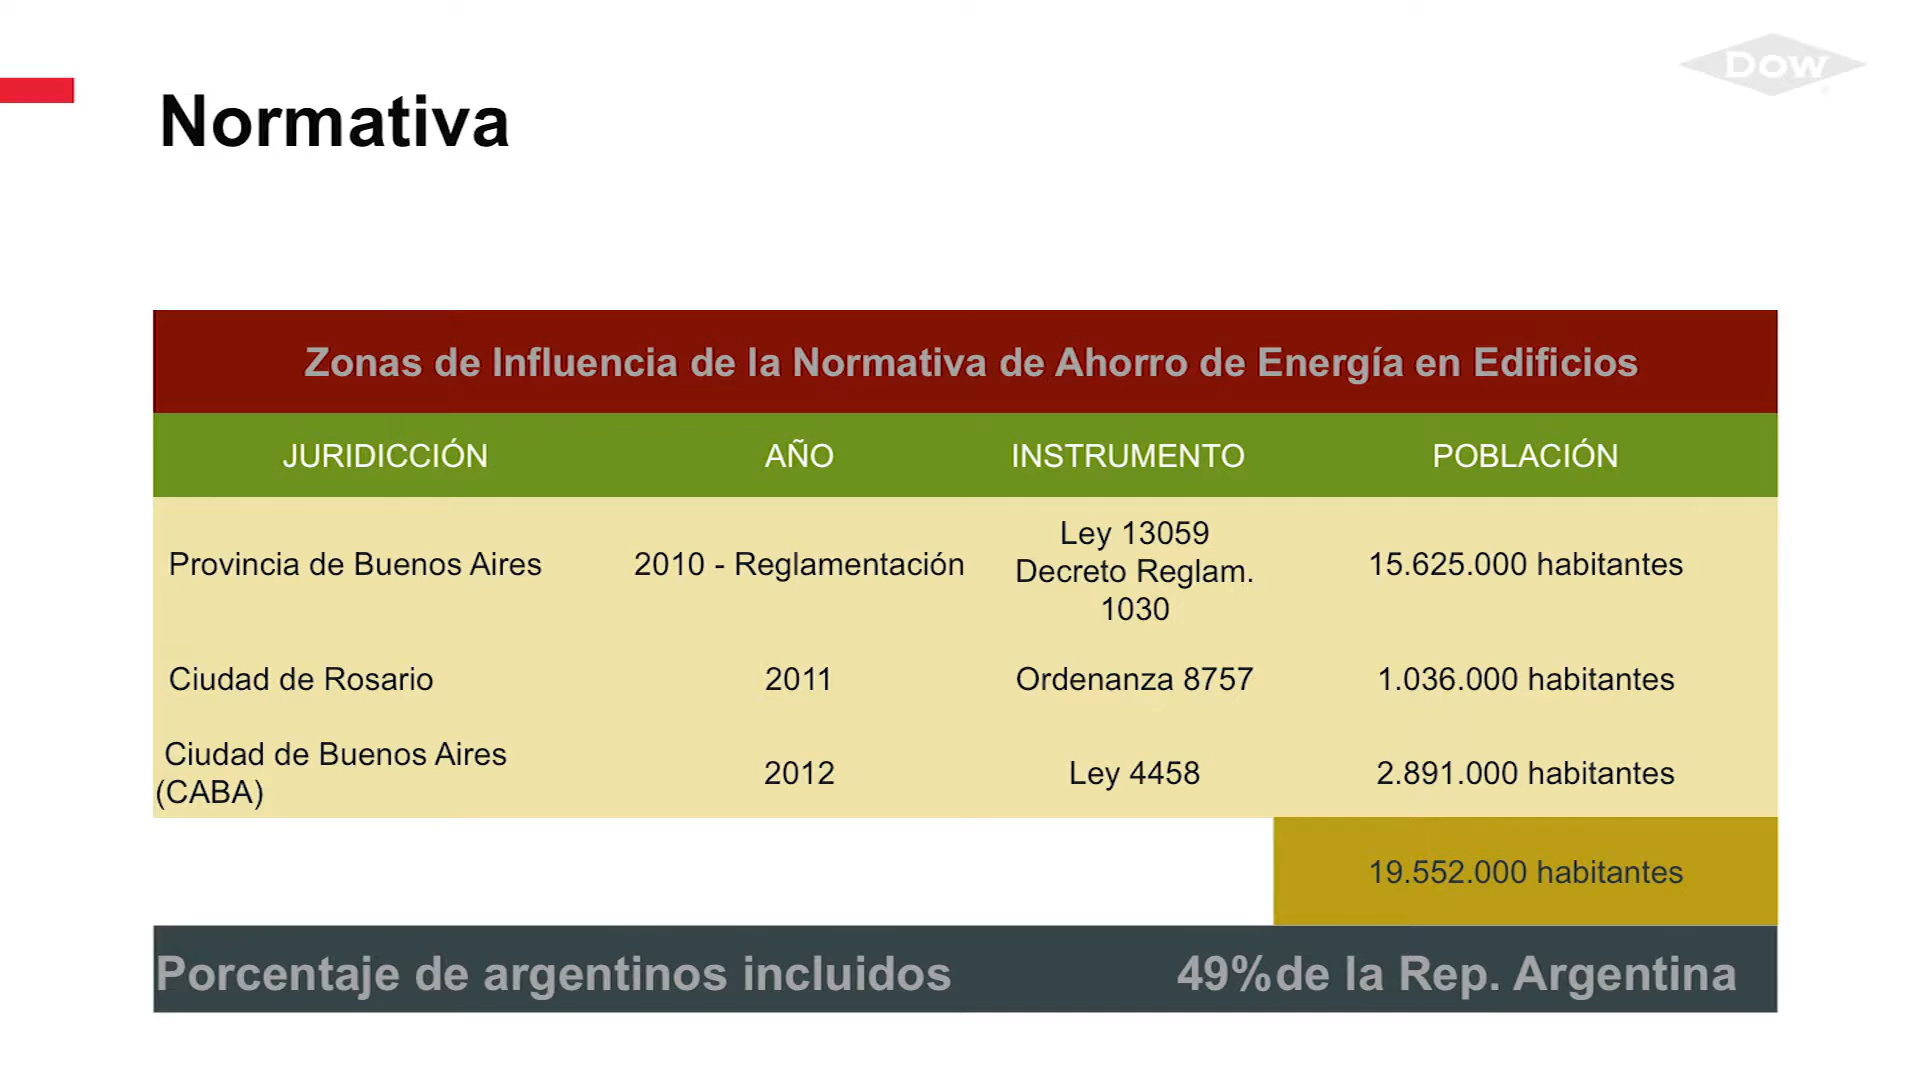 Dow
Normativa
Zonas de Influencia de la Normativa de Ahorro de Energía en Edificios
JURIDICCIÓN AÑO INSTRUMENTO POBLACIÓN
Provincia de Buenos Aires 2010 - Reglamentación Ley 13059 Decreto Reglam. 1030 15.625.000 habitantes
Ciudad de Rosario 2011 Ordenanza 8757 1.036.000 habitantes
Ciudad de Buenos Aires (CABA) 2012 Ley 4458 2.891.000 habitantes
19.552.000 habitantes
Porcentaje de argentinos incluidos 49%de la Rep. Argentina